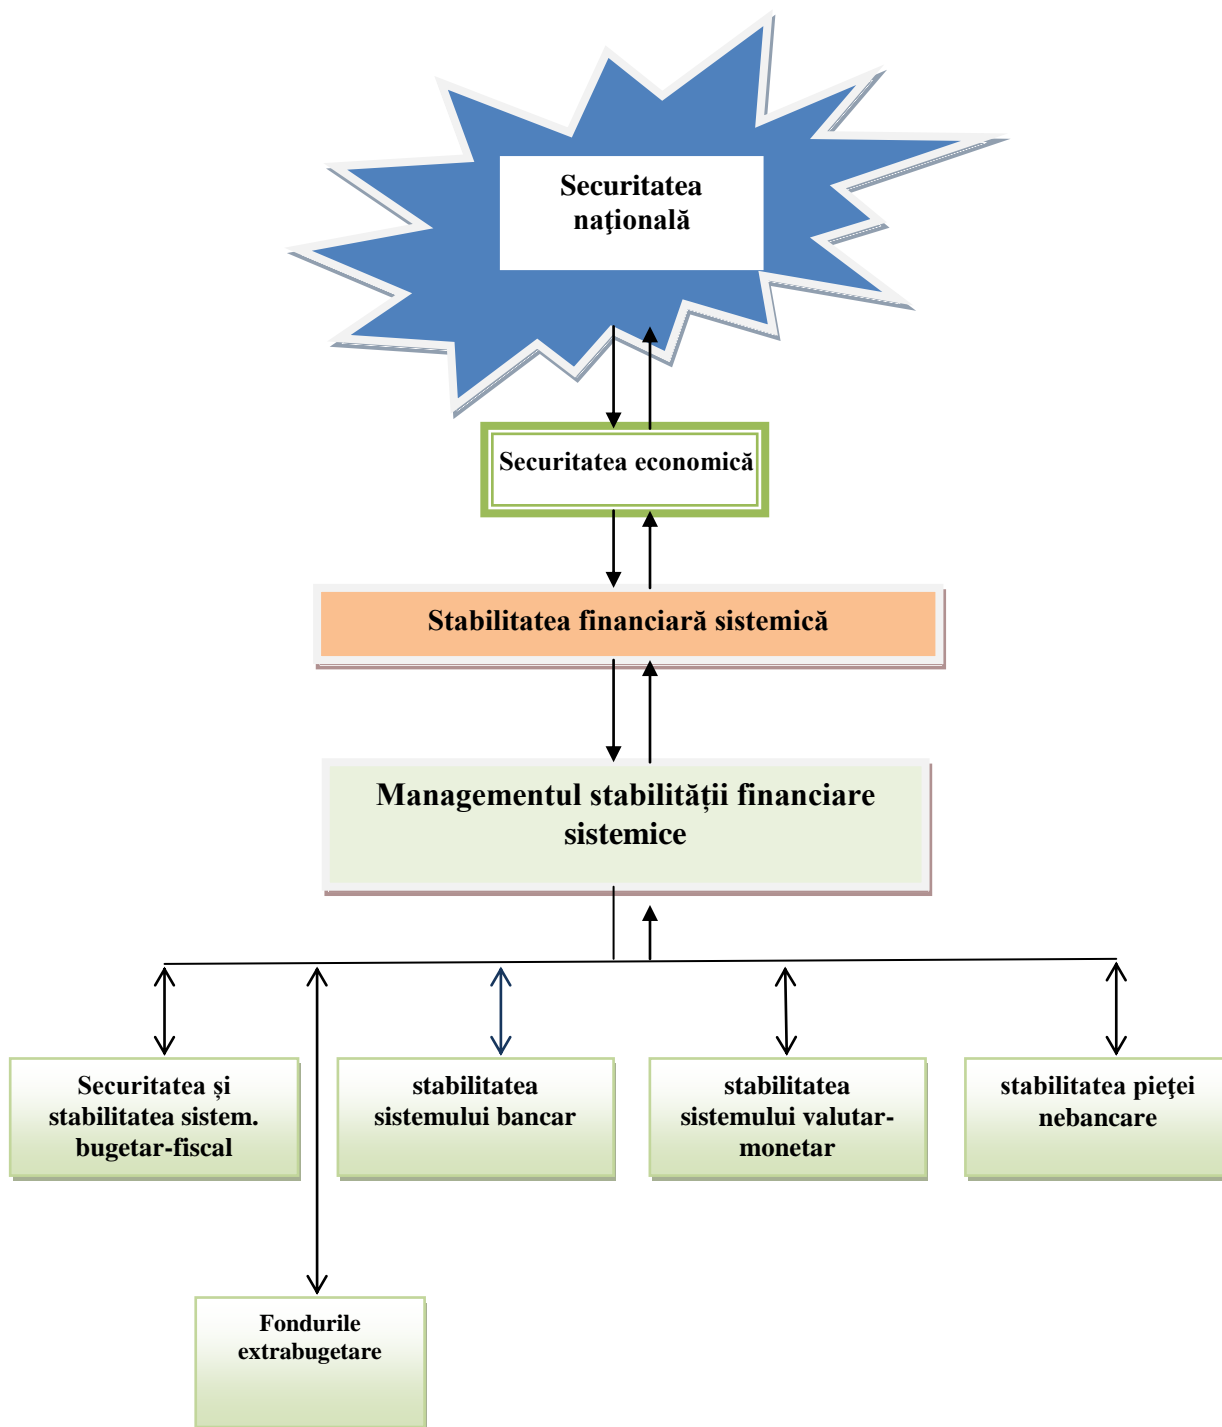 Securitatea
naţională
Securitatea economică
Stabilitatea financiară sistemică
Managementul stabilității financiare
sistemice
Securitatea și
stabilitatea sistem.
bugetar-fiscal
stabilitatea
sistemului bancar
stabilitatea
sistemului valutar-
monetar
stabilitatea pieţei
nebancare
Fondurile
extrabugetare